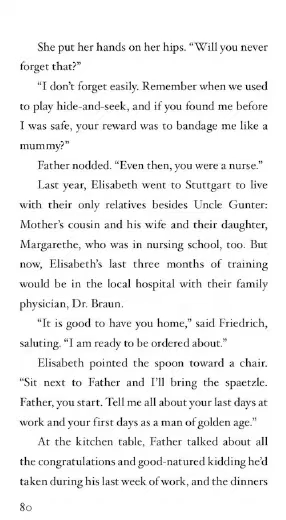 She put her hands on her hips. “Will you never
forget that?”
“I don’t forget easily. Remember when we used
to play hide-and-seek, and if you found me before
I was safe, your reward was to bandage me like a
mummy?”
Father nodded. “Even then, you were a nurse.”
Last year, Elisabeth went to Stuttgart to live
with their only relatives besides Uncle Gunter:
Mother’s cousin and his wife and their daughter,
Margarethe, who was in nursing school, too. But
now, Elisabeth’s last three months of training
would be in the local hospital with their family
physician, Dr. Braun.
“It is good to have you home,” said Friedrich,
saluting. “I am ready to be ordered about.”
Elisabeth pointed the spoon toward a chair.
“Sit next to Father and I’ll bring the spaetzle.
Father, you start. Tell me all about your last days at
work and your first days as a man of golden age.”
At the kitchen table, Father talked about all
the congratulations and good-natured kidding he’d
taken during his last week of work, and the dinners
80